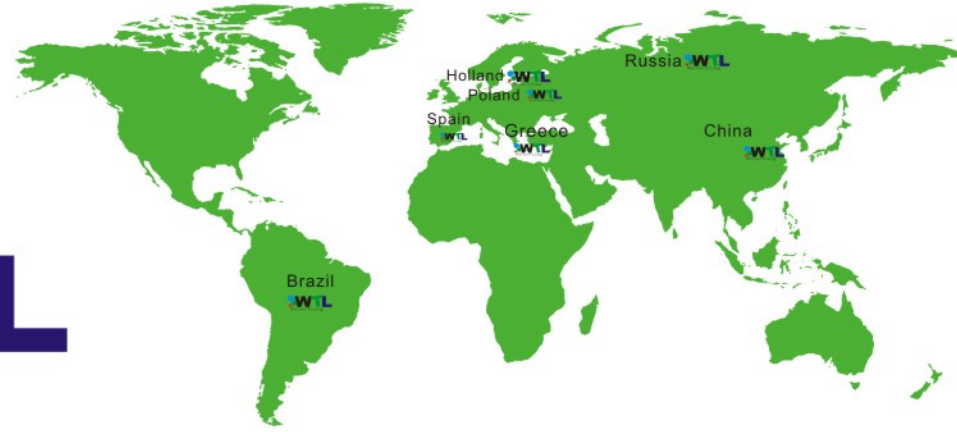 Russia WTL
Holland WTL
Poland WTL
Spain
WTL
Greece
WTL
China
WTL
Brazil
WTL
L